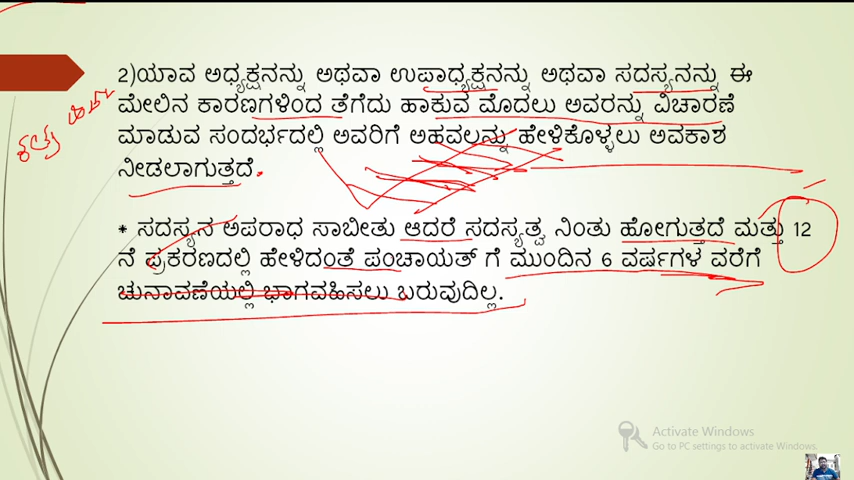 2)ಯಾವ ಅಧ್ಯಕ್ಷನನ್ನು ಅಥವಾ ಉಪಾಧ್ಯಕ್ಷನನ್ನು ಅಥವಾ ಸದಸ್ಯನನ್ನು ಈ
ಮೇಲಿನ ಕಾರಣಗಳಿಂದ ತೆಗೆದು ಹಾಕುವ ಮೊದಲು ಅವರನ್ನು ವಿಚಾರಣೆ
ಮಾಡುವ ಸಂದರ್ಭದಲ್ಲಿ ಅವರಿಗೆ ಅಹವಲನ್ನು ಹೇಳಿಕೊಳ್ಳಲು ಅವಕಾಶ
ನೀಡಲಾಗುತ್ತದೆ.
* ಸದಸ್ಯನ ಅಪರಾಧ ಸಾಬೀತು ಆದರೆ ಸದಸ್ಯತ್ವ ನಿಂತು ಹೋಗುತ್ತದೆ ಮತ್ತು 12
ನೆ ಪ್ರಕರಣದಲ್ಲಿ ಹೇಳಿದಂತೆ ಪಂಚಾಯತ್ ಗೆ ಮುಂದಿನ 6 ವರ್ಷಗಳ ವರೆಗೆ
ಚುನಾವಣೆಯಲ್ಲಿ ಭಾಗವಹಿಸಲು ಬರುವುದಿಲ್ಲ.
Activate Windows
Go to PC settings to activate Windows.